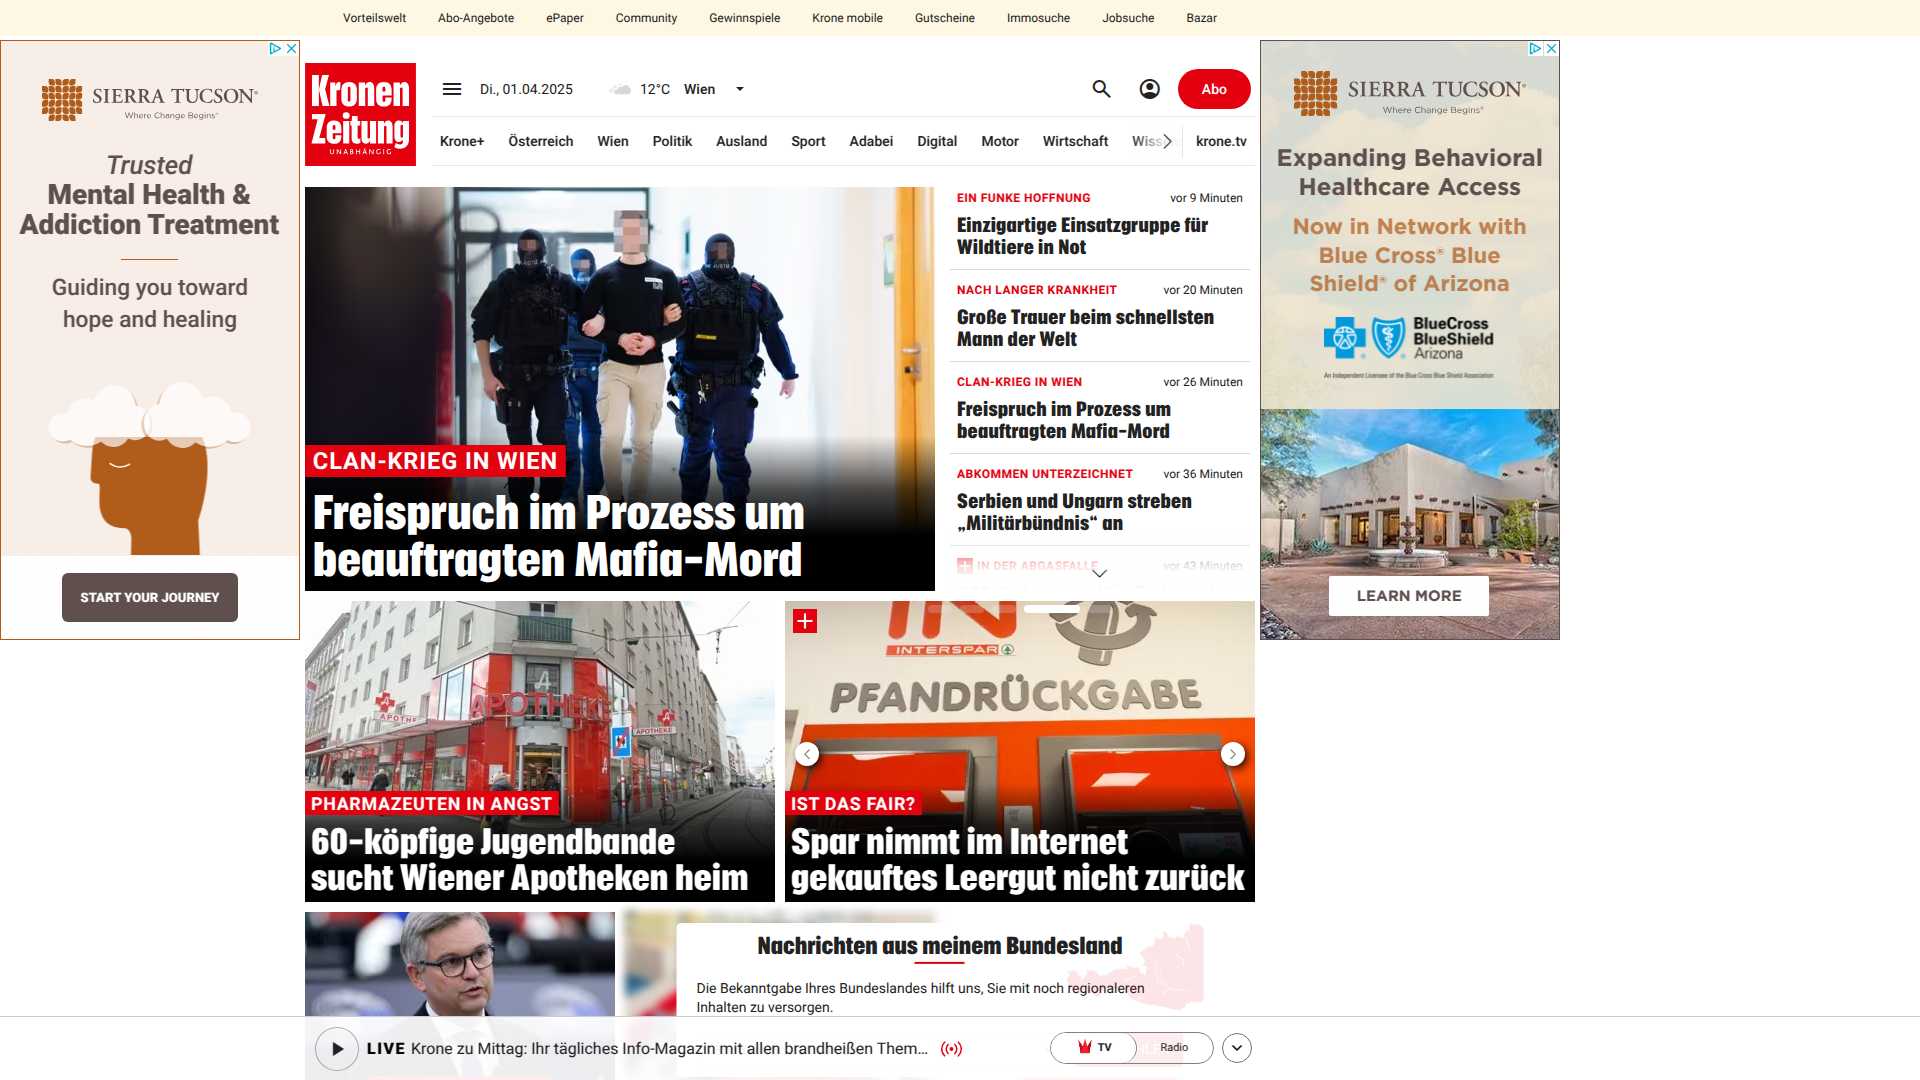 Vorteilswelt
Abo-Angebote
ePaper
Community
Gewinnspiele
Krone mobile
Gutscheine
Immosuche
Jobsuche
Bazar
SIERRA TUCSON®
Where Change Begins®
Trusted
Mental Health &
Addiction Treatment
Guiding you toward
hope and healing
START YOUR JOURNEY
Kronen
Zeitung
UNABHÄNGIG
Di., 01.04.2025
12°C
Wien
Abo
Krone+
Österreich
Wien
Politik
Ausland
Sport
Adabei
Digital
Motor
Wirtschaft
Wiss
krone.tv
CLAN-KRIEG IN WIEN
Freispruch im Prozess um
beauftragten Mafia-Mord
EIN FUNKE HOFFNUNG
vor 9 Minuten
Einzigartige Einsatzgruppe für
Wildtiere in Not
NACH LANGER KRANKHEIT
vor 20 Minuten
Große Trauer beim schnellsten
Mann der Welt
CLAN-KRIEG IN WIEN
vor 26 Minuten
Freispruch im Prozess um
beauftragten Mafia-Mord
ABKOMMEN UNTERZEICHNET
vor 36 Minuten
Serbien und Ungarn streben
„Militärbündnis“ an
IN DER ABGASFALLE
vor 43 Minuten
SIERRA TUCSON®
Where Change Begins®
Expanding Behavioral
Healthcare Access
Now in Network with
Blue Cross® Blue
Shield® of Arizona
BlueCross
BlueShield
Arizona
An Independent Licensee of the Blue Cross Blue Shield Association
LEARN MORE
A
APOTHEKE
APOTHE
A
APOTHEKE
PHARMAZEUTEN IN ANGST
60-köpfige Jugendbande
sucht Wiener Apotheken heim
IN
INTERSPAR
PFANDRÜCKGABE
IST DAS FAIR?
Spar nimmt im Internet
gekauftes Leergut nicht zurück
Nachrichten aus meinem Bundesland
Die Bekanntgabe Ihres Bundeslandes hilft uns, Sie mit noch regionaleren
Inhalten zu versorgen.
LIVE Krone zu Mittag: Ihr tägliches Info-Magazin mit allen brandheißen Them...
TV
Radio